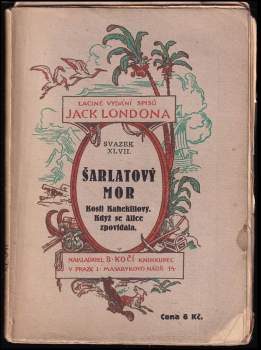 LACINÉ VYDÁNÍ SPISŮ
JACK LONDONA
SVAZEK
XLVII.
ŠARLATOVÝ
MOR
Kosti Kahekiliovy.
Když se Alice
zpovídala.
NAKLADATEL B. KOČÍ KNIHKUPEC
V PRAZE I. MASARYKOVO NÁBŘ. 14.
Cena 6 Kč.